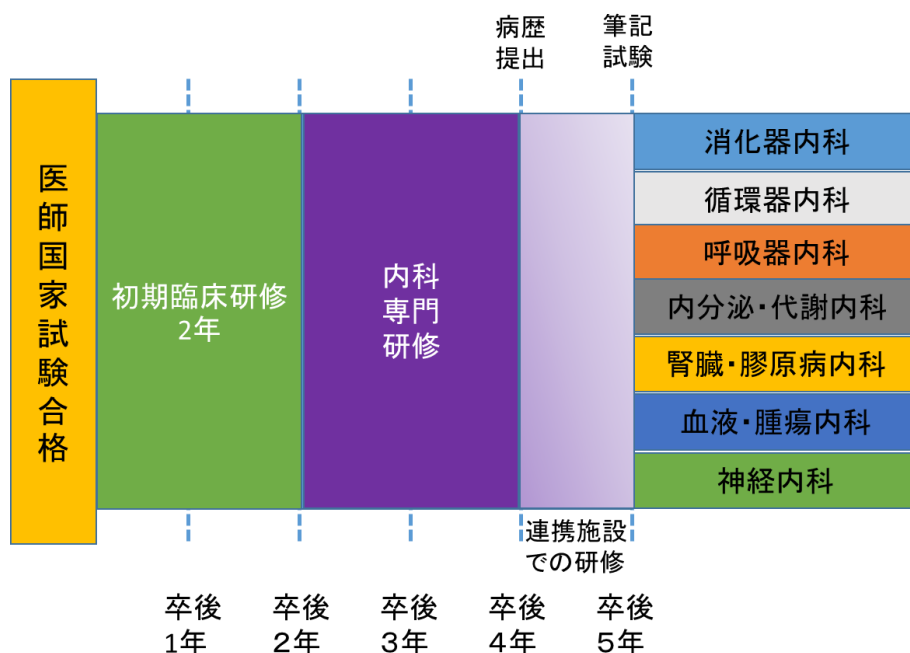 病歴
提出
筆記
試験
医師国家試験合格
初期臨床研修
2年
内科
専門
研修
消化器内科
循環器内科
呼吸器内科
内分泌・代謝内科
腎臓・膠原病内科
血液・腫瘍内科
神経内科
連携施設
での研修
卒後
1年
卒後
2年
卒後
3年
卒後
4年
卒後
5年